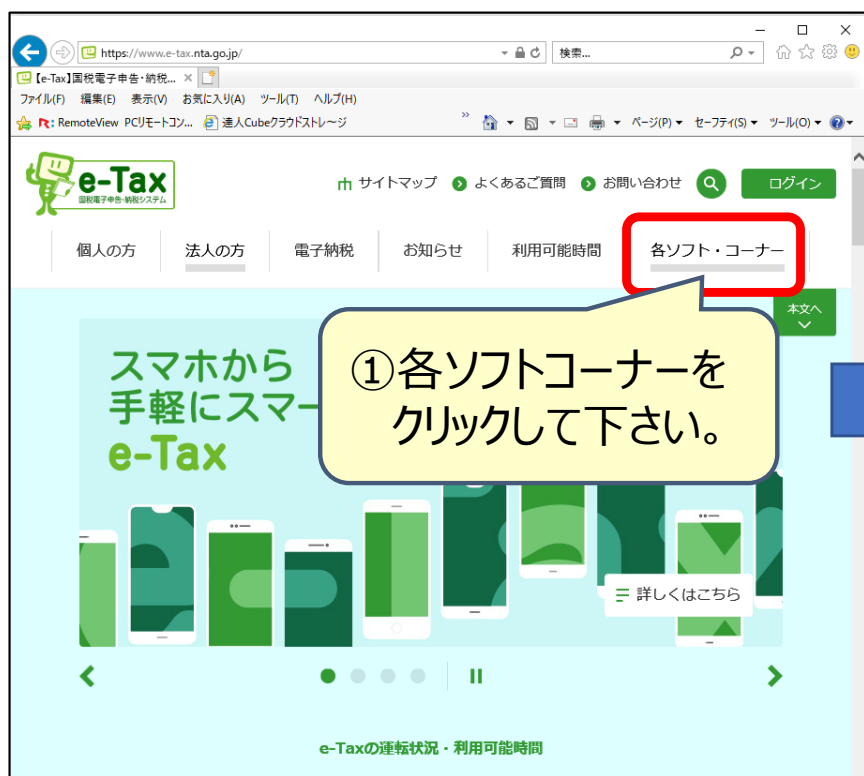 https://www.e-tax.nta.go.jp/
検索...
【e-Tax】国税電子申告・納税...
ファイル(F) 編集(E) 表示(V) お気に入り(A) ツール(T) ヘルプ(H)
RemoteView PCリモートコン... 達人Cubeクラウドストレージ ページ(P) セーフティ(S) ツール(O)
e-Tax
国税電子申告・納税システム
サイトマップ よくあるご質問 お問い合わせ ログイン
個人の方 法人の方 電子納税 お知らせ 利用可能時間 各ソフト・コーナー
本文へ
スマホから
手軽にスマー
e-Tax
①各ソフトコーナーを
クリックして下さい。
詳しくはこちら
e-Taxの運転状況・利用可能時間